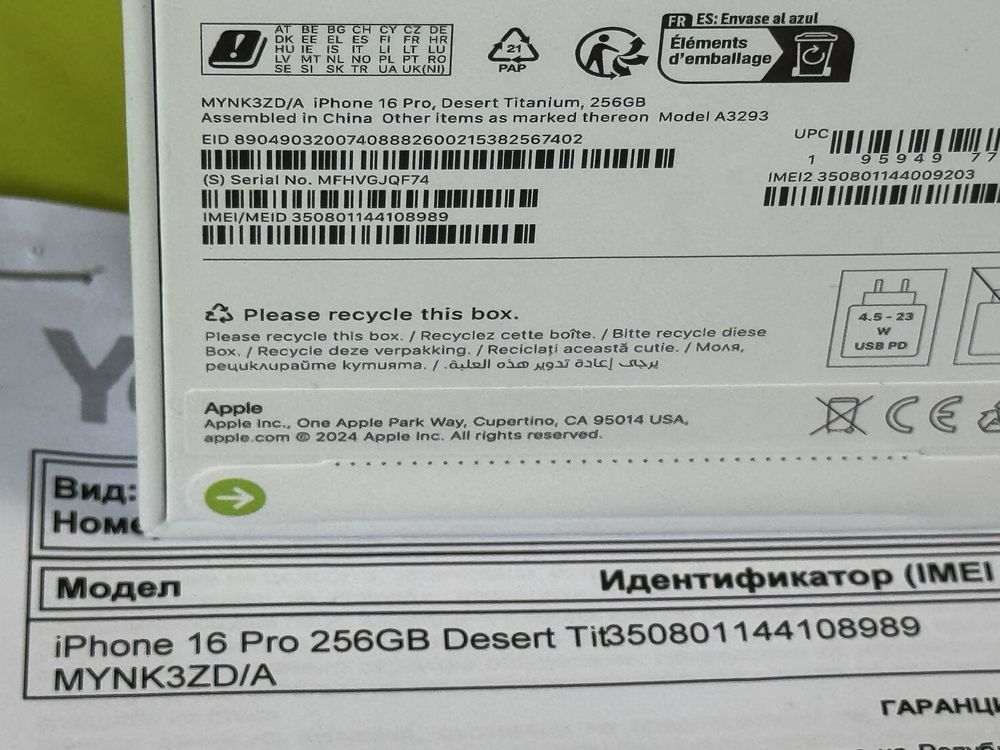 AT BE BG CH CY CZ DE
DK EE EL ES FI FR HR
HU IE IS IT LI LT LU
LV MT NL NO PL PT RO
SE SI SK TR UA UK(NI)
21
PAP
FR ES: Envase al azul
Éléments
d'emballage
MYNK3ZD/A iPhone 16 Pro, Desert Titanium, 256GB
Assembled in China Other items as marked thereon Model A3293
EID 89049032007408882600215382567402
UPC
1 95949 77
(S) Serial No. MFHVGJQF74
IMEI2 350801144009203
IMEI/MEID 350801144108989
Please recycle this box.
Please recycle this box. / Recyclez cette boîte. / Bitte recycle diese
Box. / Recycle deze verpakking. / Reciclați această cutie. / Моля,
рециклирайте кутията. / يرجى إعادة تدوير هذه العلبة.
4.5 - 23
W
USB PD
Apple
Apple Inc., One Apple Park Way, Cupertino, CA 95014 USA,
apple.com © 2024 Apple Inc. All rights reserved.
CE
Вид:
Номе
Модел Идентификатор (IMEI
iPhone 16 Pro 256GB Desert Tit350801144108989
MYNK3ZD/A
ГАРАНЦИ